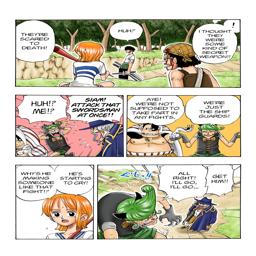 I THOUGHT
THEY WERE
SOME
KIND OF
SECRET
WEAPON!!
!
HUH?
THEY'RE
SCARED
TO
DEATH!
WE'RE
JUST
THE SHIP
GUARDS!
AYE!
WE'RE NOT
SUPPOSED TO
TAKE PART
IN ANY
FIGHTS.
SIAM!
ATTACK THAT
SWORDSMAN
AT ONCE!!
HUH!?
ME!?
GET
HIM!!
ALL
RIGHT!
I'LL
GO...
I'LL
GO...
HE'S
STARTING
TO CRY!
WHY'S HE
MAKING
SOMEONE
LIKE THAT
FIGHT!?